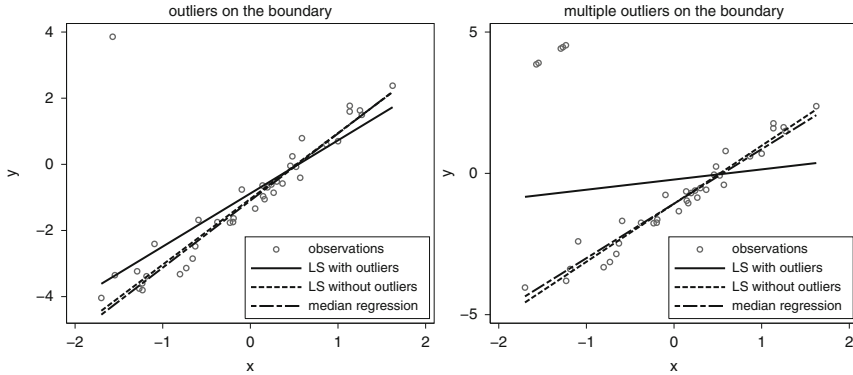 outliers on the boundary
y
4
2
0
−2
−4
−2
−1
0
1
2
x
observations
LS with outliers
LS without outliers
median regression
multiple outliers on the boundary
y
5
0
−5
−2
−1
0
1
2
x
observations
LS with outliers
LS without outliers
median regression